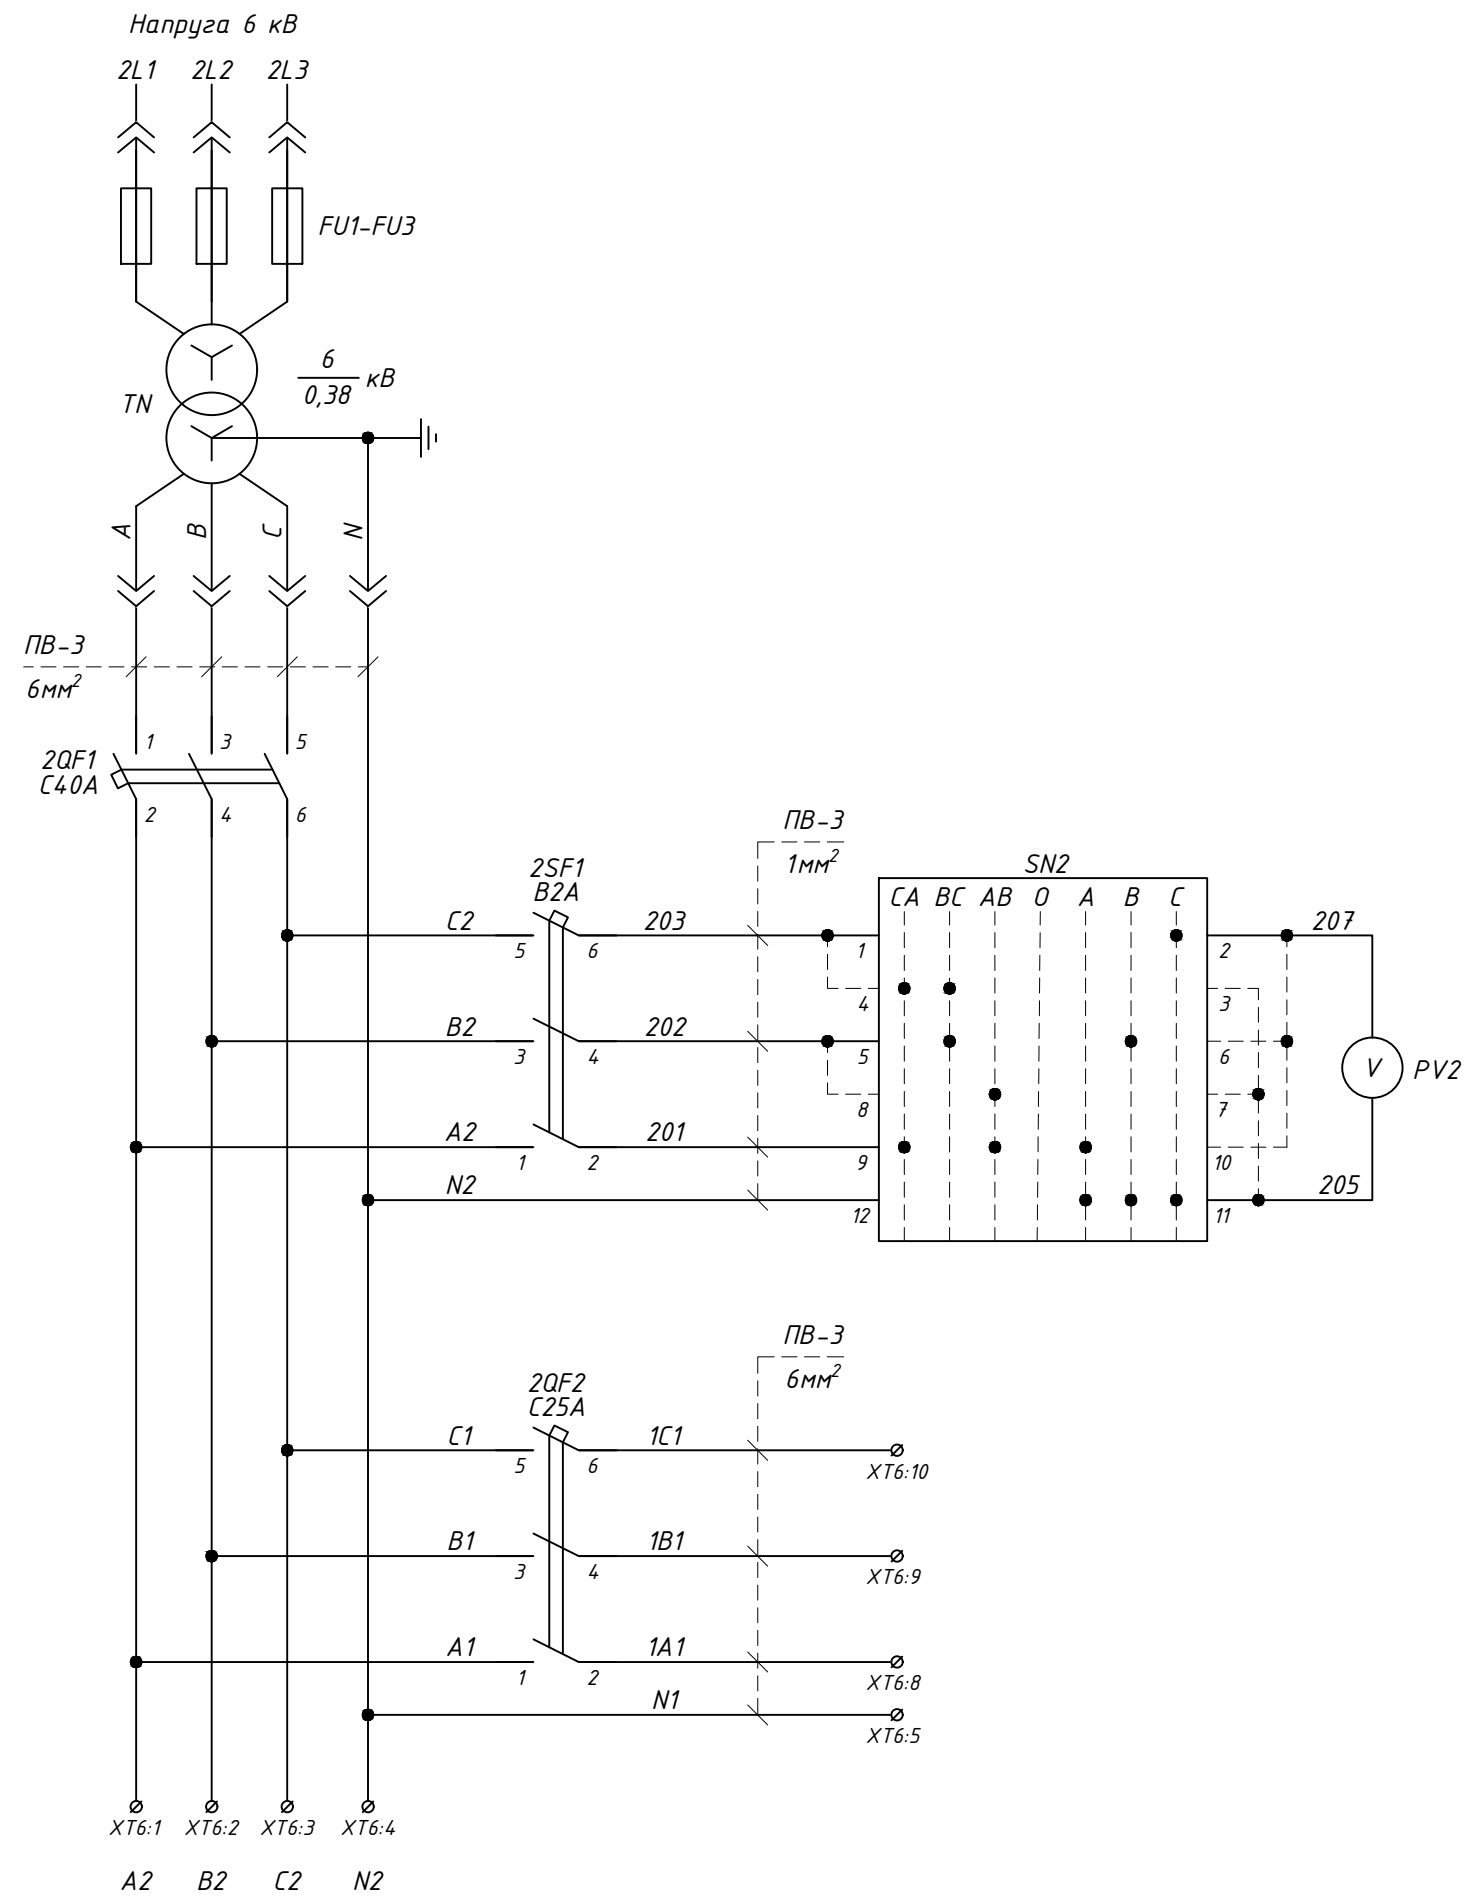 Напруга 6 кВ
2L1 2L2 2L3
FU1-FU3
TN
6
0,38
кВ
A B C N
ПВ-3
6мм²
2QF1
C40A
1 3 5
2 4 6
2SF1
B2A
ПВ-3
1мм²
SN2
CA BC AB O A B C
C2 5 6 203 1 2 207
4 3
B2 3 4 202 5 6
8 7
V PV2
A2 1 2 201 9 10
N2 12 11 205
2QF2
C25A
ПВ-3
6мм²
C1 5 6 1C1 XT6:10
B1 3 4 1B1 XT6:9
A1 1 2 1A1 XT6:8
N1 XT6:5
XT6:1 XT6:2 XT6:3 XT6:4
A2 B2 C2 N2